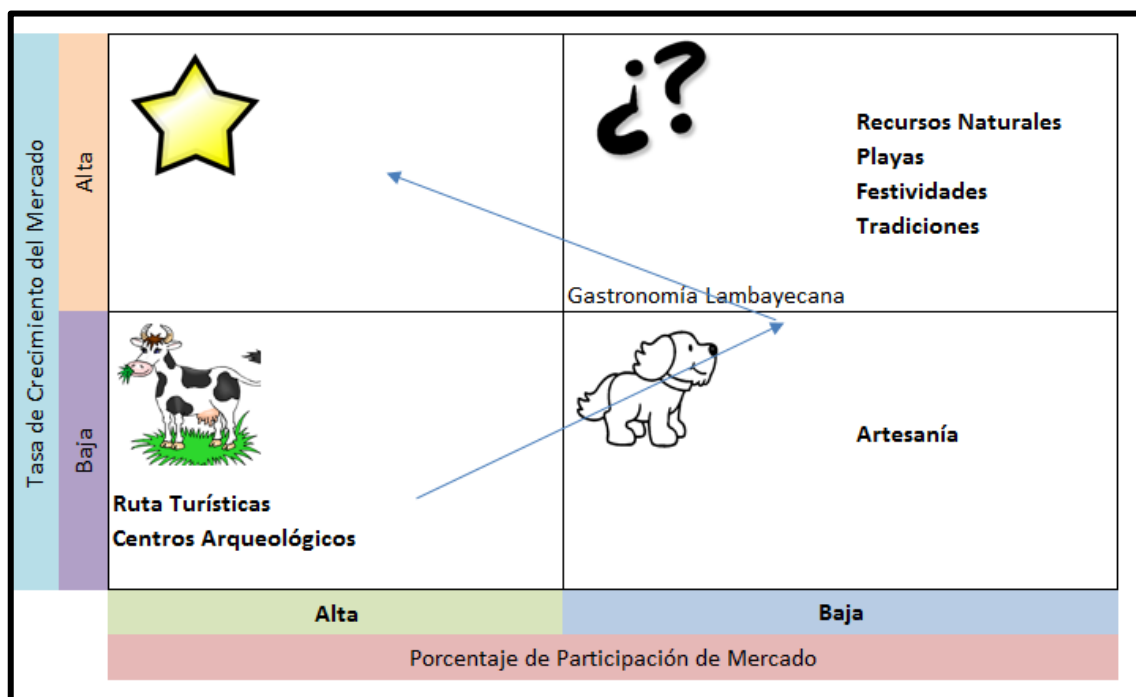 Tasa de Crecimiento del Mercado
Alta
¿?
Recursos Naturales
Playas
Festividades
Tradiciones
Gastronomía Lambayecana
Baja
Ruta Turísticas
Centros Arqueológicos
Artesanía
Alta
Baja
Porcentaje de Participación de Mercado